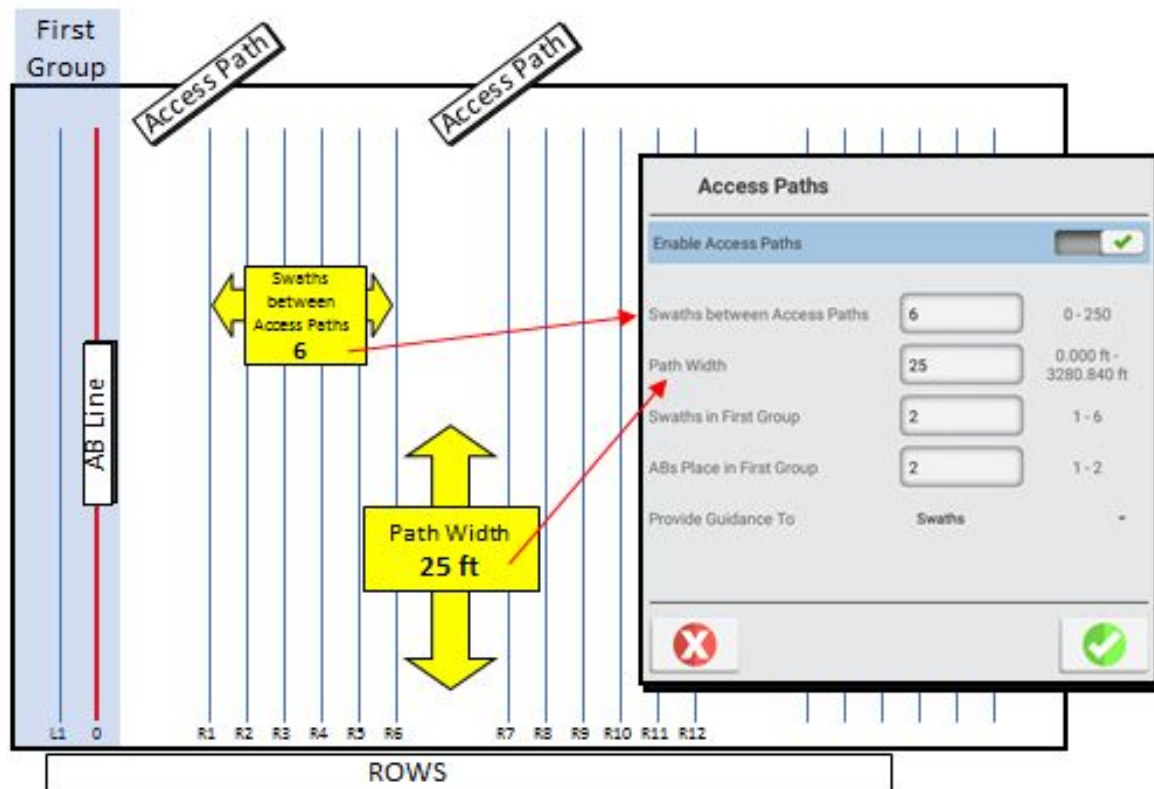 First
Group
Access Path
Access Path
Access Paths
Enable Access Paths
Swaths
between
Access Paths
6
Swaths between Access Paths
6
0 - 250
Path Width
25
0.000 ft -
3280.840 ft
Swaths in First Group
2
1 - 6
AB Line
ABs Place in First Group
2
1 - 2
Path Width
25 ft
Provide Guidance To
Swaths
L1 0 R1 R2 R3 R4 R5 R6 R7 R8 R9 R10 R11 R12
ROWS